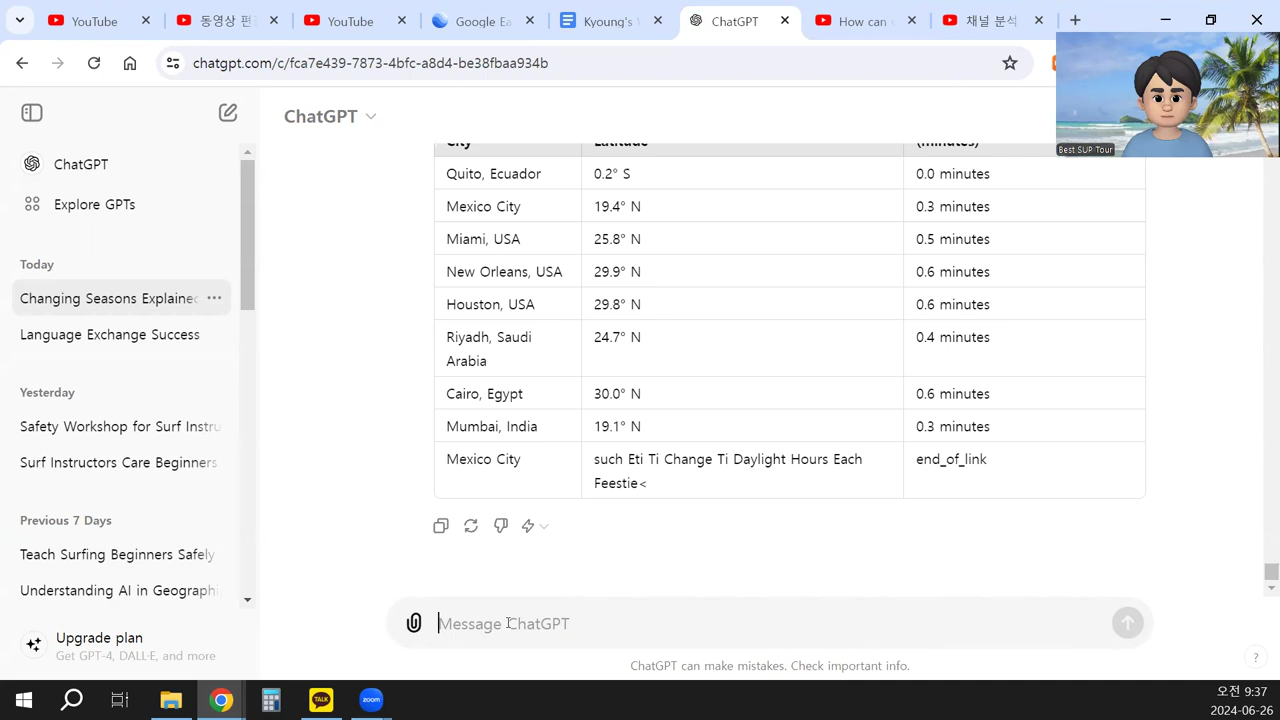 YouTube
동영상 편
YouTube
Google Ea
Kyoung's
ChatGPT
How can
채널 분석
chatgpt.com/c/fca7e439-7873-4bfc-a8d4-be38fbaa934b
Best SUP Tour
ChatGPT
ChatGPT
Explore GPTs
Today
Changing Seasons Explained
Language Exchange Success
Yesterday
Safety Workshop for Surf Instru
Surf Instructors Care Beginners
Previous 7 Days
Teach Surfing Beginners Safely
Understanding AI in Geographi
Upgrade plan
Get GPT-4, DALL·E, and more
City Latitude (minutes)
Quito, Ecuador 0.2° S 0.0 minutes
Mexico City 19.4° N 0.3 minutes
Miami, USA 25.8° N 0.5 minutes
New Orleans, USA 29.9° N 0.6 minutes
Houston, USA 29.8° N 0.6 minutes
Riyadh, Saudi 24.7° N 0.4 minutes
Arabia
Cairo, Egypt 30.0° N 0.6 minutes
Mumbai, India 19.1° N 0.3 minutes
Mexico City such Eti Ti Change Ti Daylight Hours Each end_of_link
Feestie<
Message ChatGPT
ChatGPT can make mistakes. Check important info.
?
TALK
zoom
오전 9:37
2024-06-26